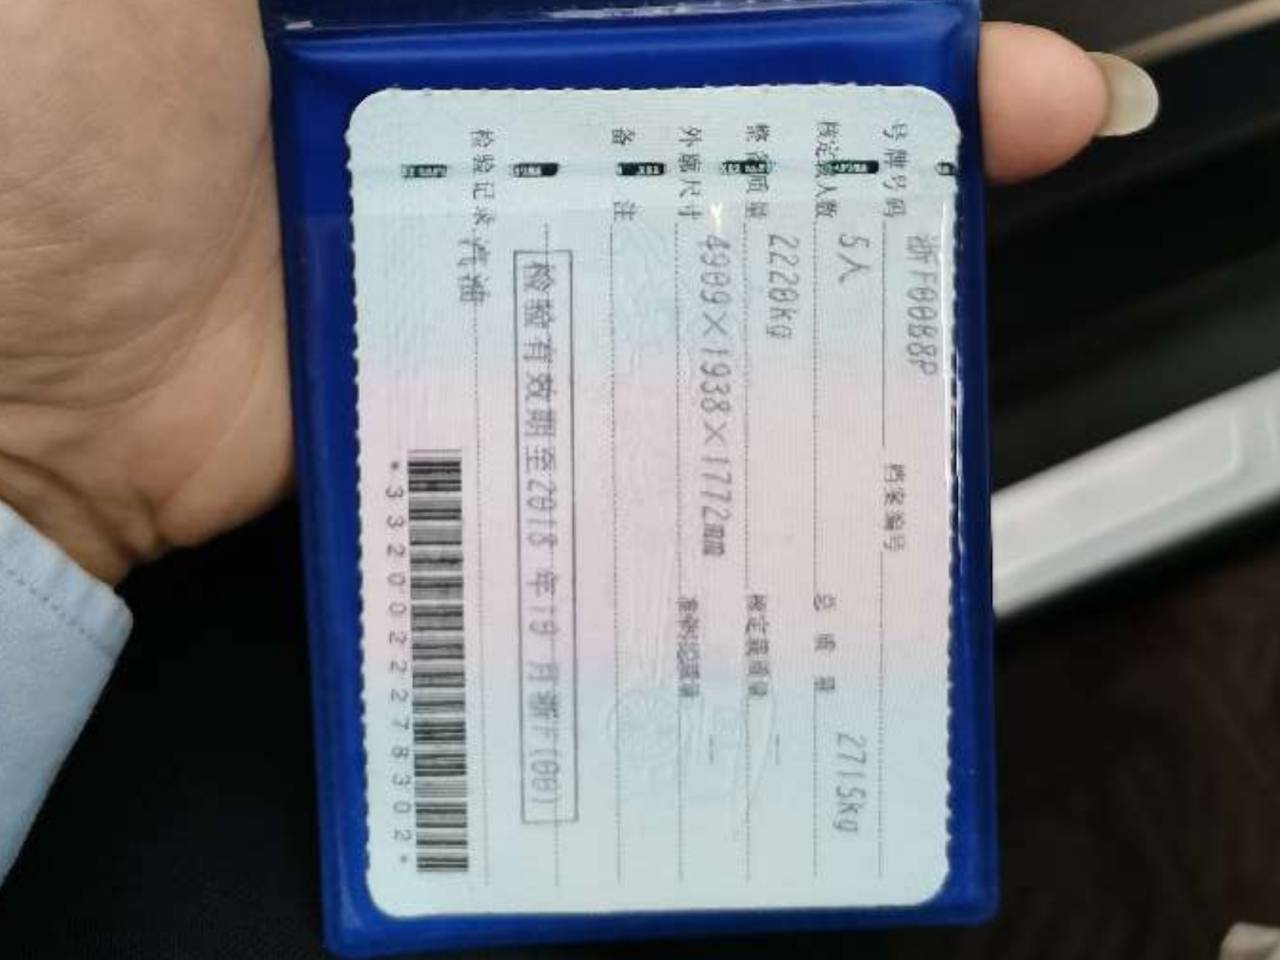 号牌号码 浙F0088P 档案编号
核定载人数 5人 总质量 2715kg
整备质量 2220kg 核定载质量 —
外廓尺寸 4909×1938×1772mm 准牵引总质量 —
备注
检验有效期至2018年10月浙F(00)
检验记录 汽油
*3320022278302*